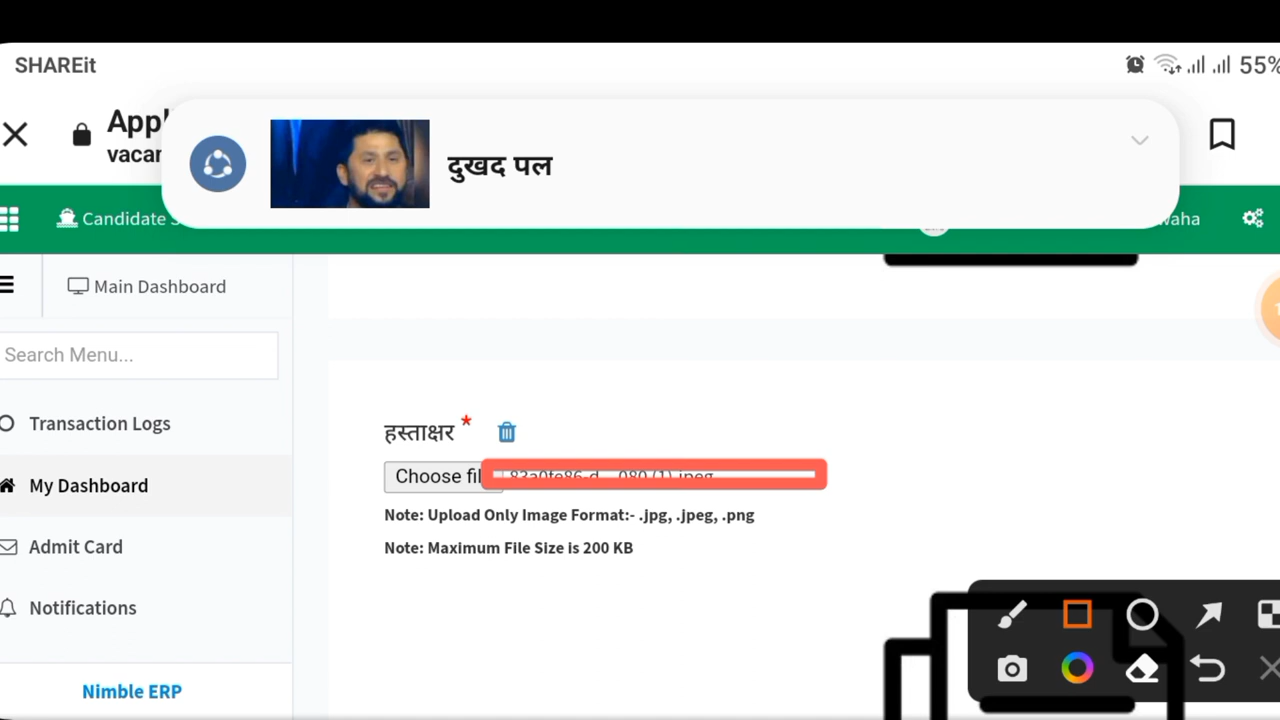 SHAREit
55%
App
vacan
दुखद पल
Candidate S
waha
Main Dashboard
Search Menu...
Transaction Logs
हस्ताक्षर *
My Dashboard
Choose fil
Note: Upload Only Image Format:- .jpg, .jpeg, .png
Admit Card
Note: Maximum File Size is 200 KB
Notifications
Nimble ERP